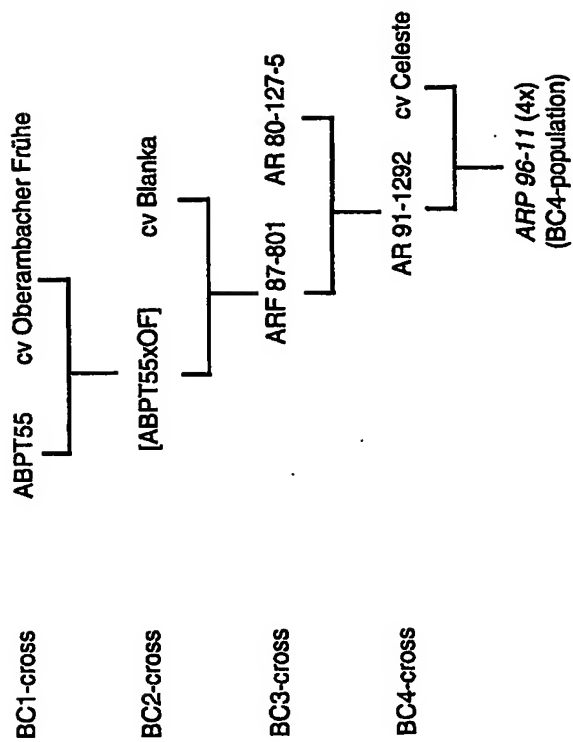 BC1-cross
ABPT55
cv Oberambacher Frühe
BC2-cross
[ABPT55xOF]
cv Blanka
BC3-cross
ARF 87-801
AR 80-127-5
BC4-cross
AR 91-1292
cv Celeste
ARP 96-11 (4x)
(BC4-population)